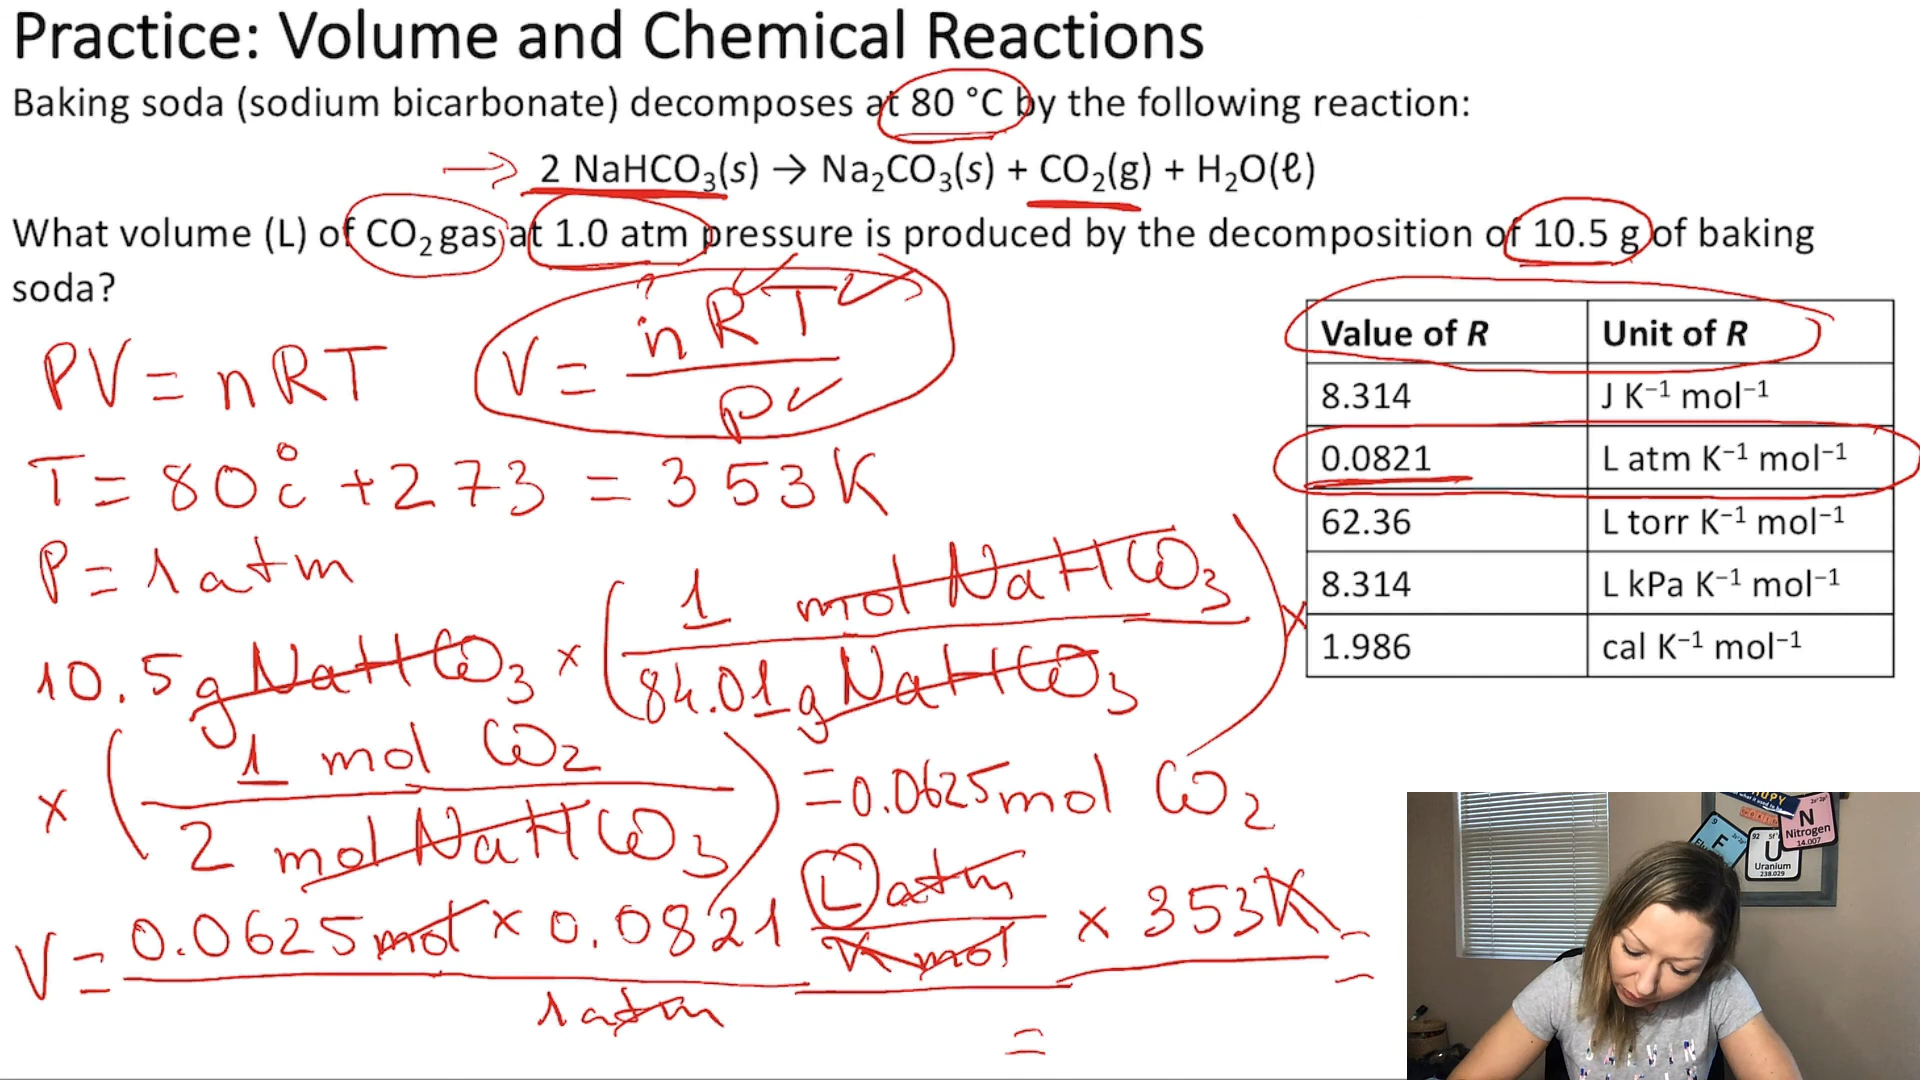 Practice: Volume and Chemical Reactions
Baking soda (sodium bicarbonate) decomposes at 80 °C by the following reaction:
→ 2 NaHCO₃(s) → Na₂CO₃(s) + CO₂(g) + H₂O(ℓ)
What volume (L) of CO₂ gas at 1.0 atm pressure is produced by the decomposition of 10.5 g of baking
soda?
PV = nRT
?
V = nRT / P
T = 80°C + 273 = 353K
P = 1 atm
10.5 g NaHCO₃ × ( 1 mol NaHCO₃ / 84.01 g NaHCO₃ ) ×
× ( 1 mol CO₂ / 2 mol NaHCO₃ ) = 0.0625 mol CO₂
V = 0.0625 mol × 0.0821 L atm / K mol × 353K / 1 atm =
=
Value of R Unit of R
8.314 J K⁻¹ mol⁻¹
0.0821 L atm K⁻¹ mol⁻¹
62.36 L torr K⁻¹ mol⁻¹
8.314 L kPa K⁻¹ mol⁻¹
1.986 cal K⁻¹ mol⁻¹
9
F
92
U
Uranium
238.029
N
Nitrogen
14.007